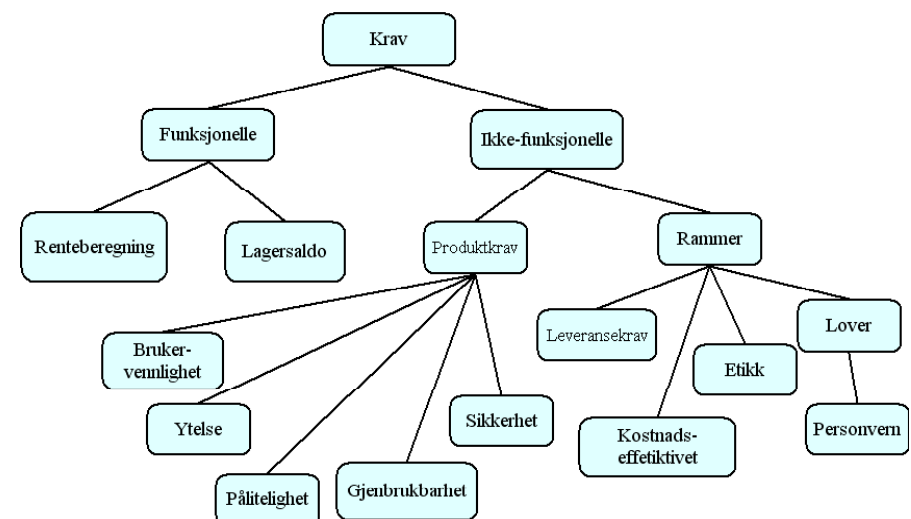 Krav
Funksjonelle
Ikke-funksjonelle
Renteberegning
Lagersaldo
Produktkrav
Rammer
Bruker-
vennlighet
Ytelse
Pålitelighet
Gjenbrukbarhet
Sikkerhet
Leveransekrav
Kostnads-
effetiktivet
Etikk
Lover
Personvern